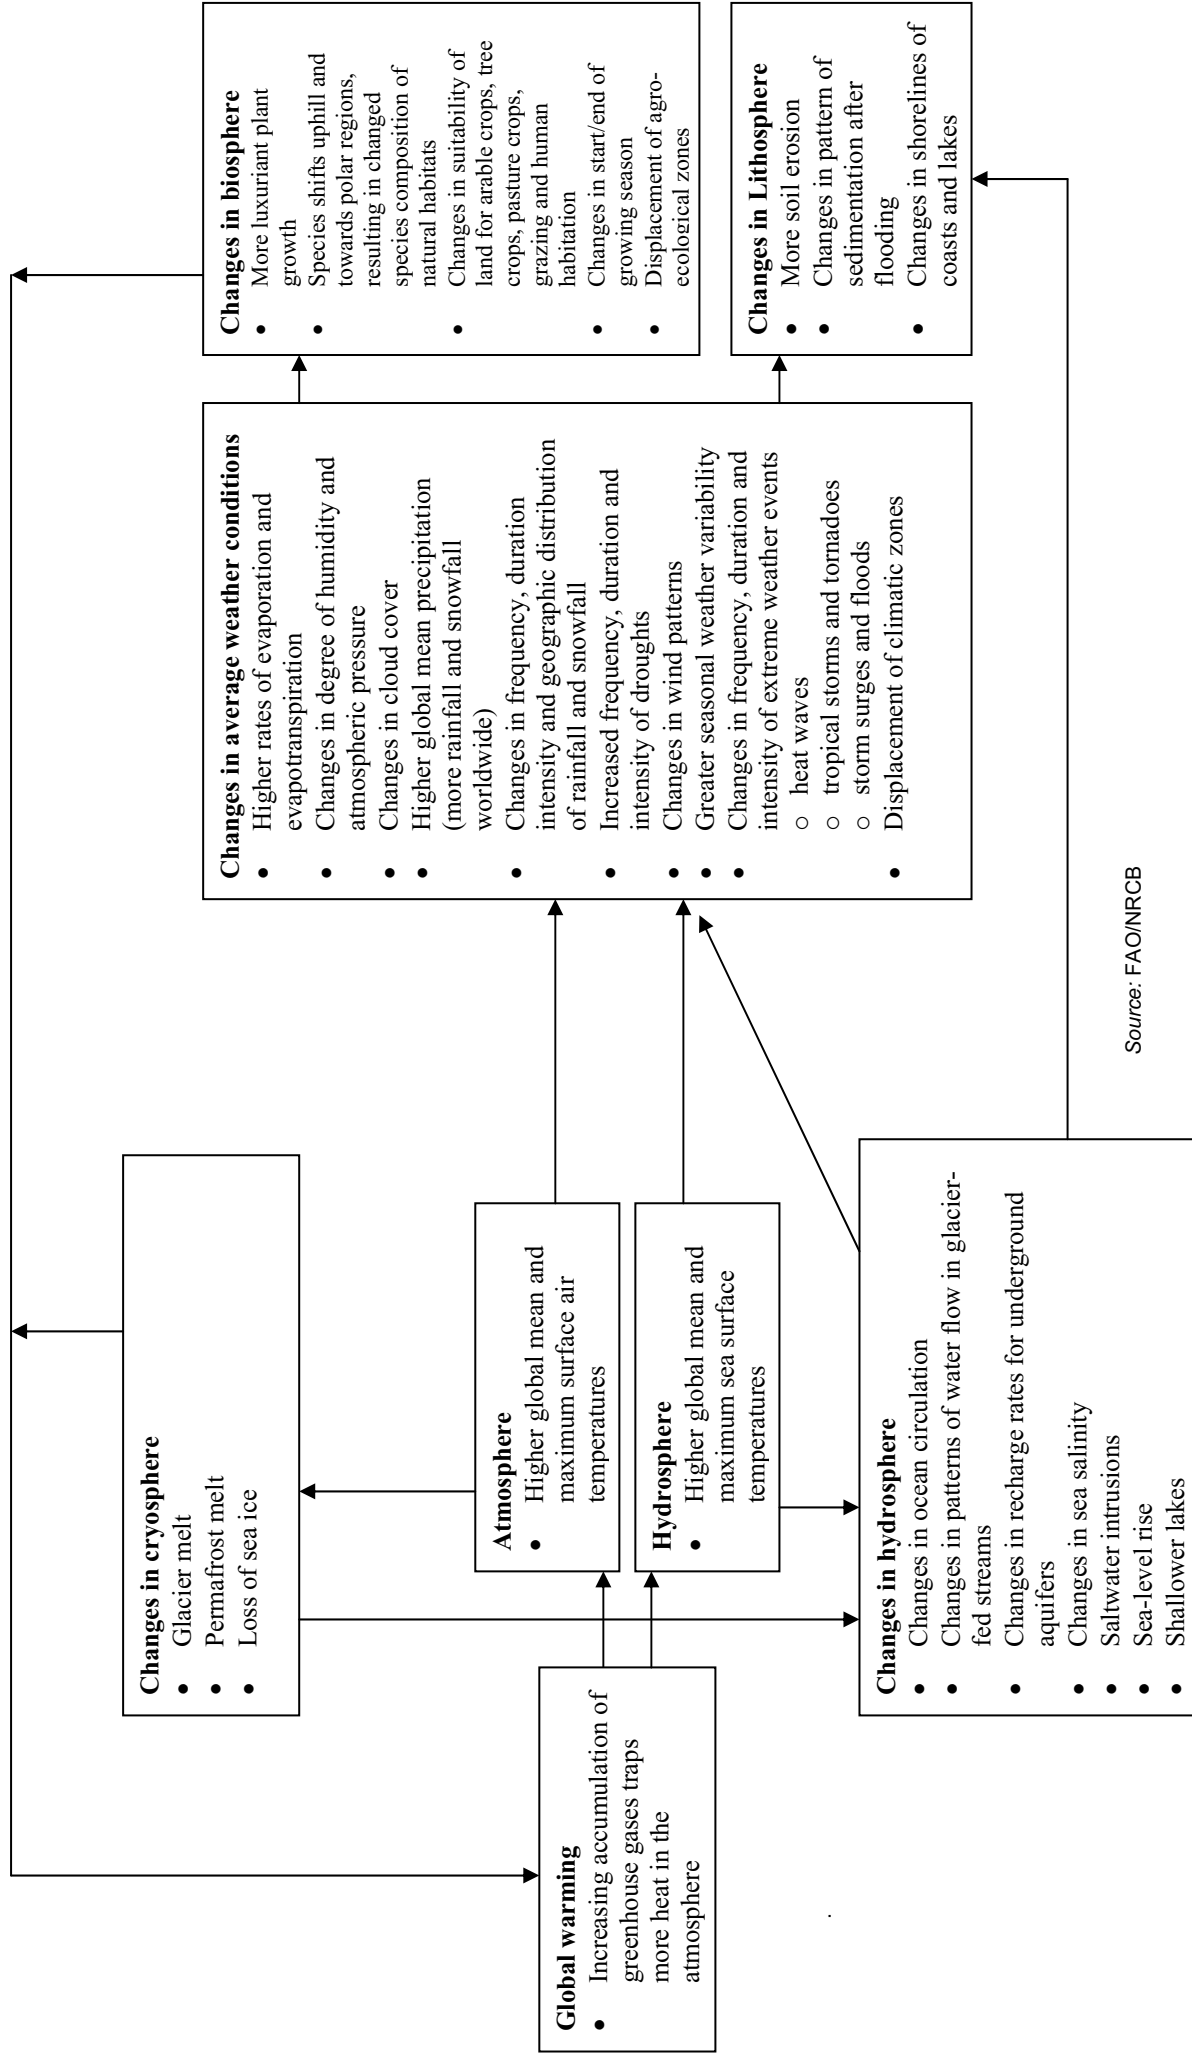 Changes in cryosphere
• Glacier melt
• Permafrost melt
• Loss of sea ice
Global warming
• Increasing accumulation of
greenhouse gases traps
more heat in the
atmosphere
Atmosphere
• Higher global mean and
maximum surface air
temperatures
Hydrosphere
• Higher global mean and
maximum sea surface
temperatures
Changes in hydrosphere
• Changes in ocean circulation
• Changes in patterns of water flow in glacier-
fed streams
• Changes in recharge rates for underground
aquifers
• Changes in sea salinity
• Saltwater intrusions
• Sea-level rise
• Shallower lakes
Changes in average weather conditions
• Higher rates of evaporation and
evapotranspiration
• Changes in degree of humidity and
atmospheric pressure
• Changes in cloud cover
• Higher global mean precipitation
(more rainfall and snowfall
worldwide)
• Changes in frequency, duration
intensity and geographic distribution
of rainfall and snowfall
• Increased frequency, duration and
intensity of droughts
• Changes in wind patterns
• Greater seasonal weather variability
• Changes in frequency, duration and
intensity of extreme weather events
○ heat waves
○ tropical storms and tornadoes
○ storm surges and floods
• Displacement of climatic zones
Changes in biosphere
• More luxuriant plant
growth
• Species shifts uphill and
towards polar regions,
resulting in changed
species composition of
natural habitats
• Changes in suitability of
land for arable crops, tree
crops, pasture crops,
grazing and human
habitation
• Changes in start/end of
growing season
• Displacement of agro-
ecological zones
Changes in Lithosphere
• More soil erosion
• Changes in pattern of
sedimentation after
flooding
• Changes in shorelines of
coasts and lakes
Source: FAO/NRCB